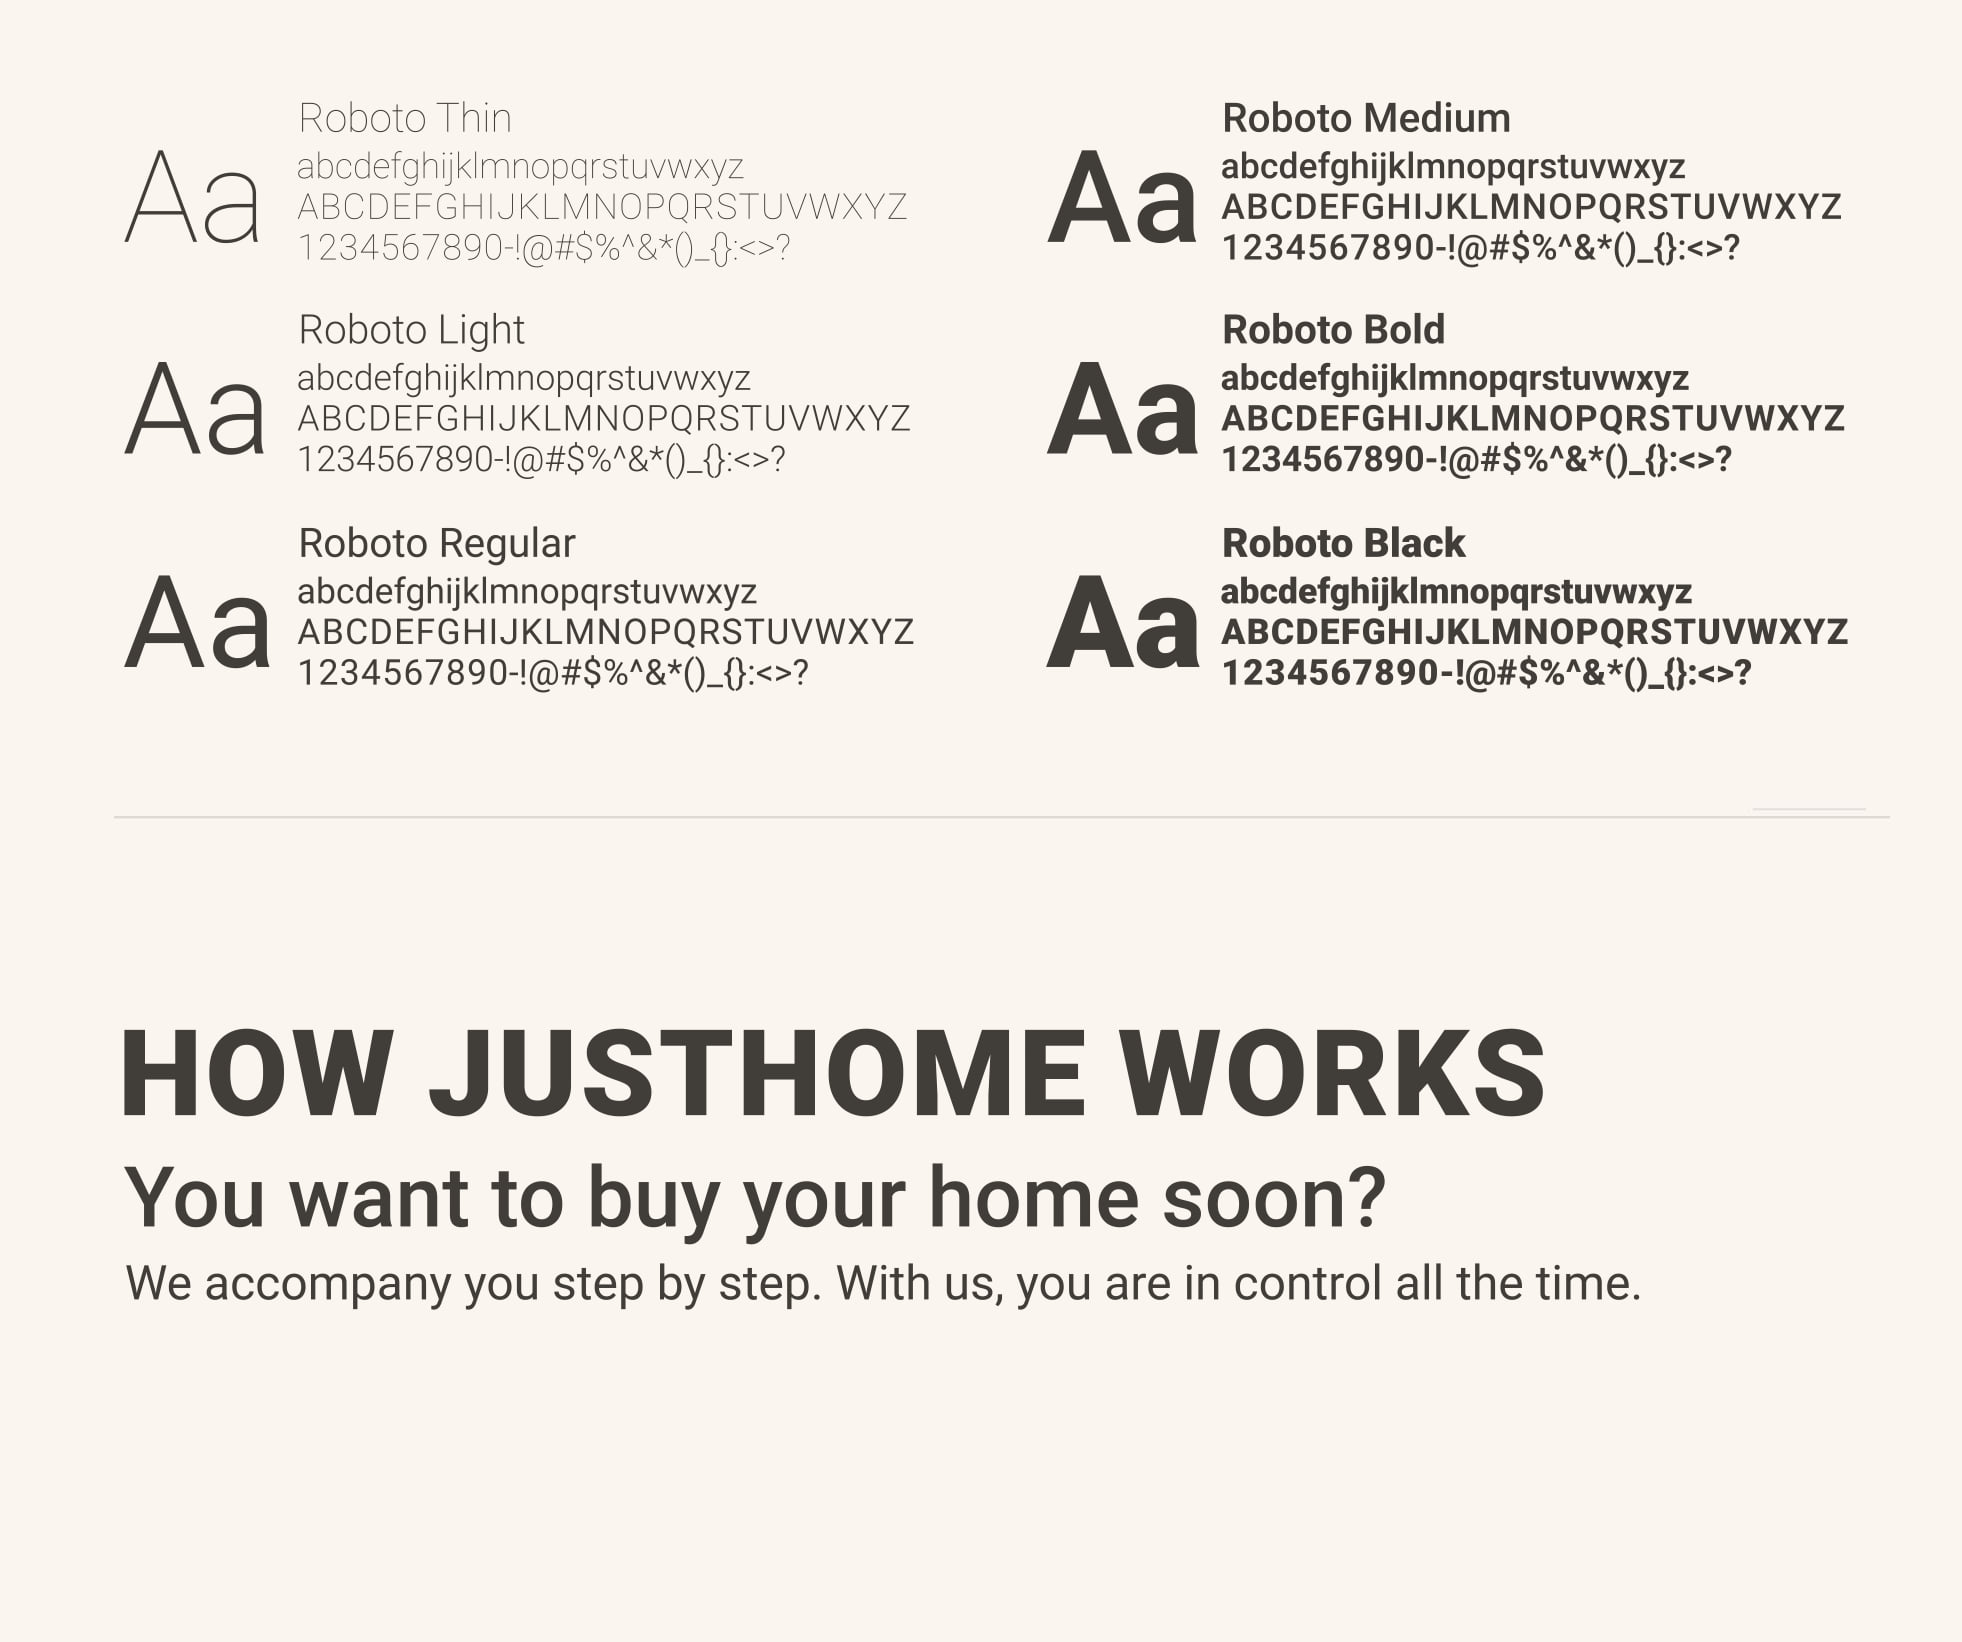 Roboto Thin
Aa
abcdefghijklmnopqrstuvwxyz
ABCDEFGHIJKLMNOPQRSTUVWXYZ
1234567890-!@#$%^&*()_{}:<>?
Roboto Light
Aa
abcdefghijklmnopqrstuvwxyz
ABCDEFGHIJKLMNOPQRSTUVWXYZ
1234567890-!@#$%^&*()_{}:<>?
Roboto Regular
Aa
abcdefghijklmnopqrstuvwxyz
ABCDEFGHIJKLMNOPQRSTUVWXYZ
1234567890-!@#$%^&*()_{}:<>?
Roboto Medium
Aa
abcdefghijklmnopqrstuvwxyz
ABCDEFGHIJKLMNOPQRSTUVWXYZ
1234567890-!@#$%^&*()_{}:<>?
Roboto Bold
Aa
abcdefghijklmnopqrstuvwxyz
ABCDEFGHIJKLMNOPQRSTUVWXYZ
1234567890-!@#$%^&*()_{}:<>?
Roboto Black
Aa
abcdefghijklmnopqrstuvwxyz
ABCDEFGHIJKLMNOPQRSTUVWXYZ
1234567890-!@#$%^&*()_{}:<>?
HOW JUSTHOME WORKS
You want to buy your home soon?
We accompany you step by step. With us, you are in control all the time.